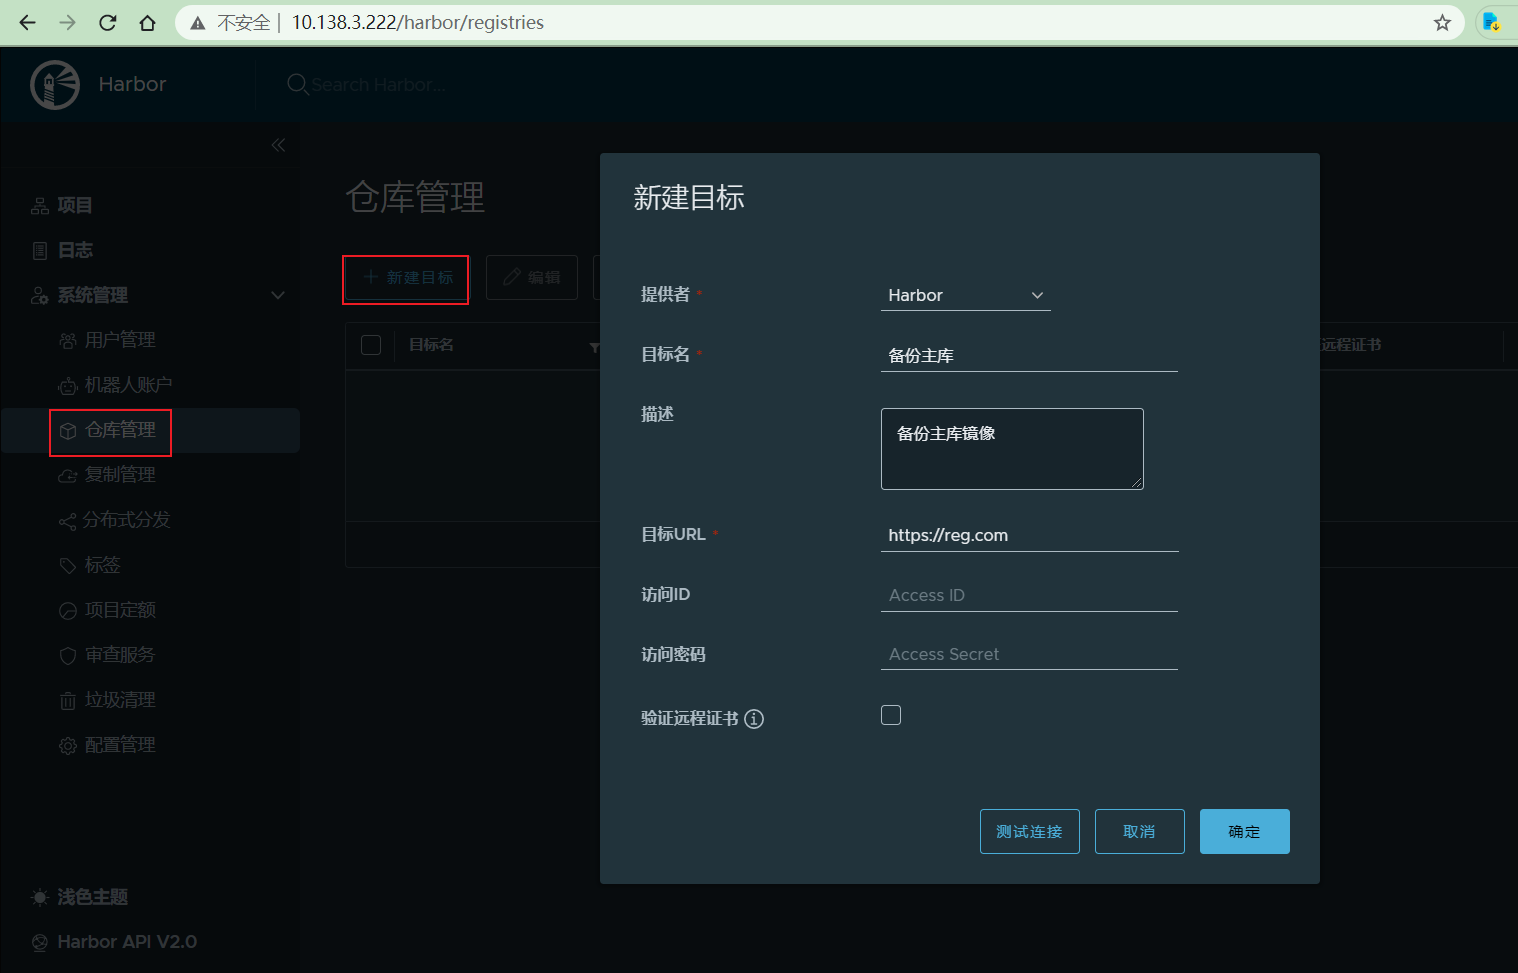 不安全 | 10.138.3.222/harbor/registries
Harbor
Search Harbor...
项目
日志
系统管理
用户管理
机器人账户
仓库管理
复制管理
分布式分发
标签
项目定额
审查服务
垃圾清理
配置管理
浅色主题
Harbor API V2.0
仓库管理
新建目标
编辑
目标名
远程证书
新建目标
提供者 *
Harbor
目标名 *
备份主库
描述
备份主库镜像
目标URL *
https://reg.com
访问ID
Access ID
访问密码
Access Secret
验证远程证书
测试连接
取消
确定